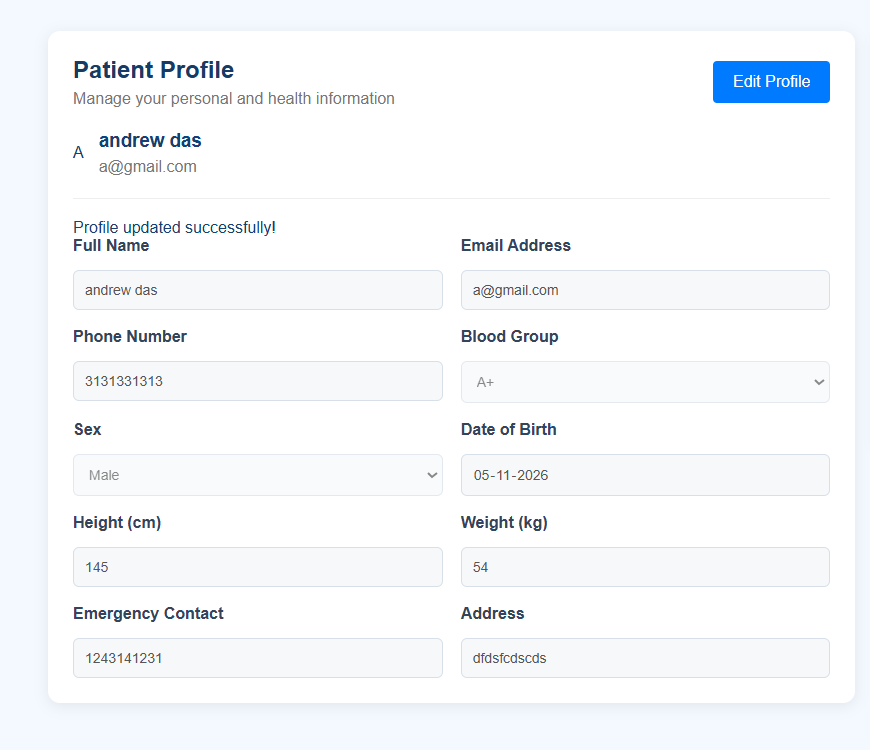 Patient Profile
Manage your personal and health information
Edit Profile
A
andrew das
a@gmail.com
Profile updated successfully!
Full Name
Email Address
andrew das
a@gmail.com
Phone Number
Blood Group
3131331313
A+
Sex
Date of Birth
Male
05-11-2026
Height (cm)
Weight (kg)
145
54
Emergency Contact
Address
1243141231
dfdsfcdscds